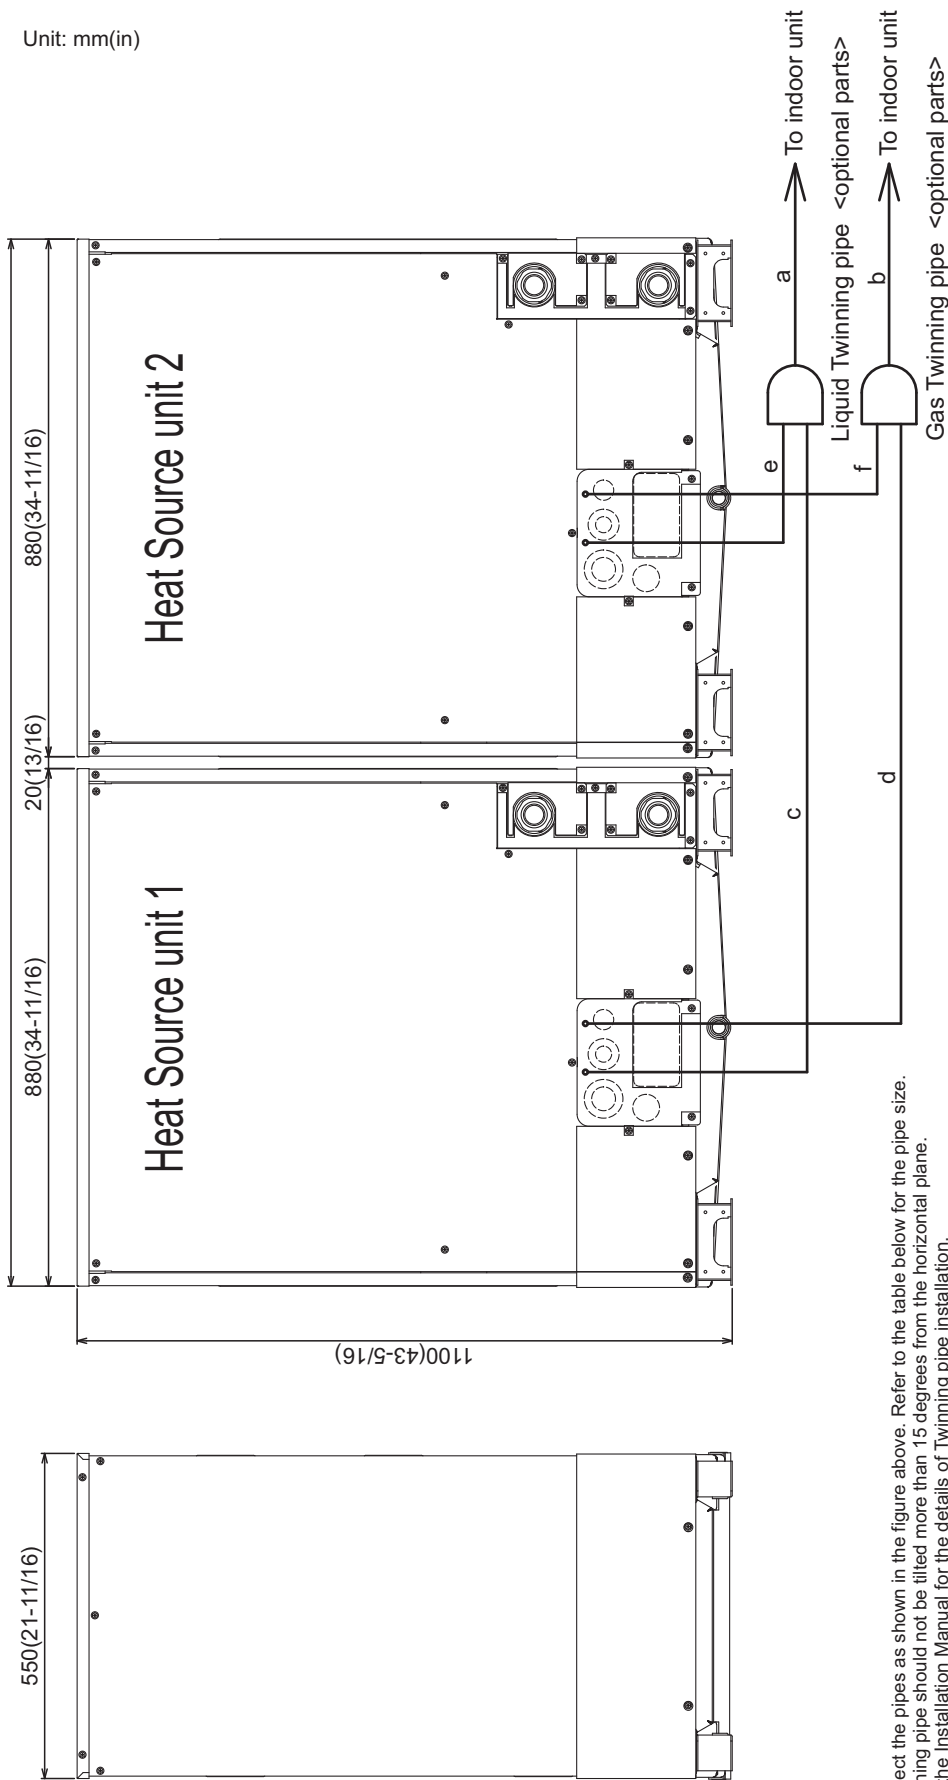 Unit: mm(in)
550(21-11/16)
1100(43-5/16)
880(34-11/16)
20(13/16)
880(34-11/16)
Heat Source unit 1
Heat Source unit 2
c
d
e
f
a
b
To indoor unit
Liquid Twinning pipe <optional parts>
To indoor unit
Gas Twinning pipe <optional parts>
the pipes as shown in the figure above. Refer to the table below for the pipe size.
pipe should not be tilted more than 15 degrees from the horizontal plane.
the Installation Manual for the details of Twinning pipe installation.